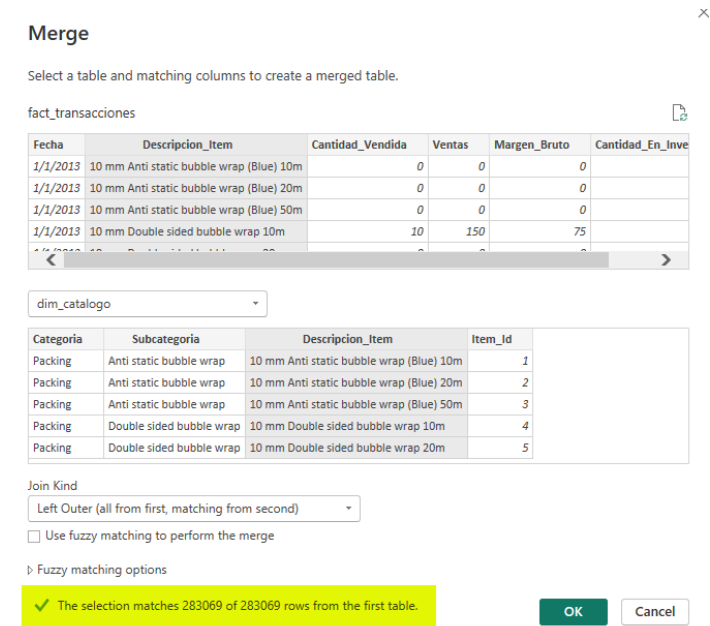 Merge
Select a table and matching columns to create a merged table.
fact_transacciones
Fecha Descripcion_Item Cantidad_Vendida Ventas Margen_Bruto Cantidad_En_Inve
1/1/2013 10 mm Anti static bubble wrap (Blue) 10m 0 0 0
1/1/2013 10 mm Anti static bubble wrap (Blue) 20m 0 0 0
1/1/2013 10 mm Anti static bubble wrap (Blue) 50m 0 0 0
1/1/2013 10 mm Double sided bubble wrap 10m 10 150 75
dim_catalogo
Categoria Subcategoria Descripcion_Item Item_Id
Packing Anti static bubble wrap 10 mm Anti static bubble wrap (Blue) 10m 1
Packing Anti static bubble wrap 10 mm Anti static bubble wrap (Blue) 20m 2
Packing Anti static bubble wrap 10 mm Anti static bubble wrap (Blue) 50m 3
Packing Double sided bubble wrap 10 mm Double sided bubble wrap 10m 4
Packing Double sided bubble wrap 10 mm Double sided bubble wrap 20m 5
Join Kind
Left Outer (all from first, matching from second)
Use fuzzy matching to perform the merge
Fuzzy matching options
The selection matches 283069 of 283069 rows from the first table.
OK Cancel